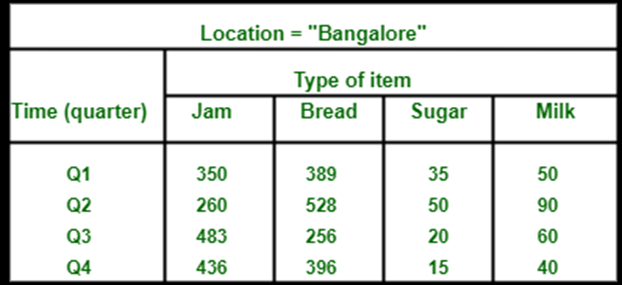 Location = "Bangalore"
Type of item
Time (quarter) Jam Bread Sugar Milk
Q1 350 389 35 50
Q2 260 528 50 90
Q3 483 256 20 60
Q4 436 396 15 40